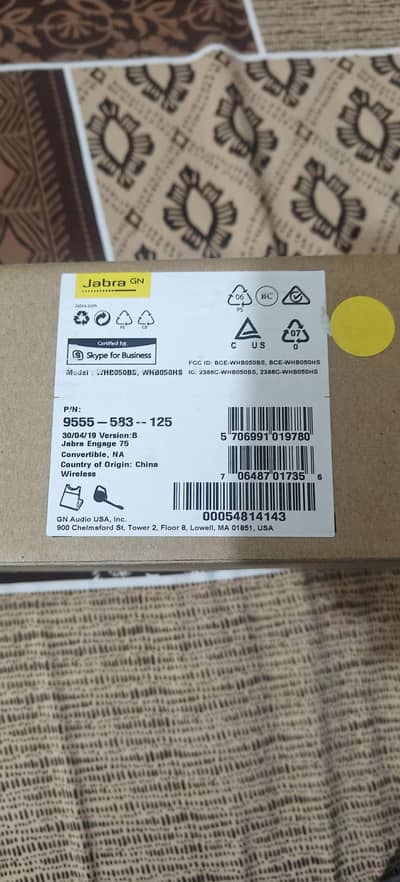 Jabra GN
jabra.com
06
PS
BC
PS
CB
07
0
C US
Certified for
Skype for Business
FCC ID: BCE-WHB050BS, BCE-WHB050HS
Model : WHB050BS, WHB050HS IC: 2386C-WHB050BS, 2386C-WHB050HS
P/N:
9555-583--125
30/04/19 Version:B
Jabra Engage 75
Convertible, NA
Country of Origin: China
Wireless
5 706991 019780
7 06487 01735 6
00054814143
GN Audio USA, Inc.
900 Chelmsford St, Tower 2, Floor 8, Lowell, MA 01851, USA